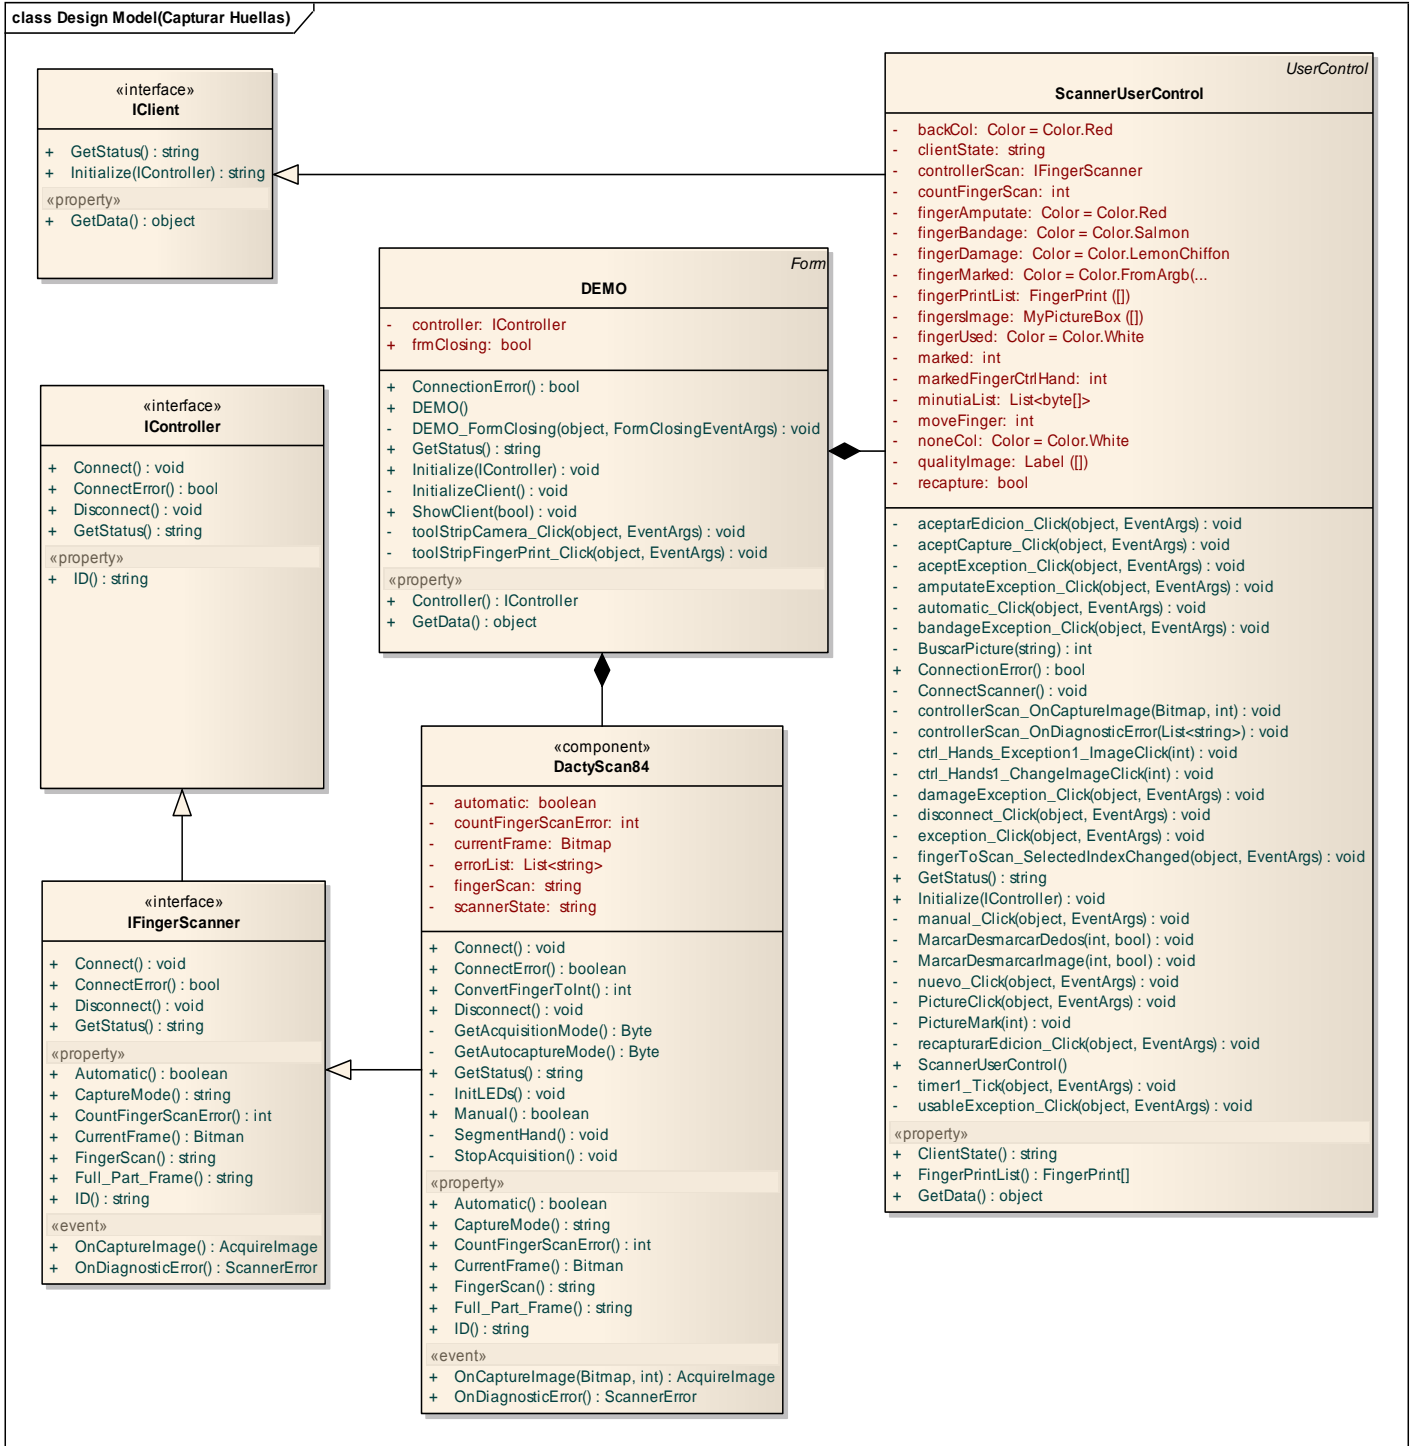 class Design Model(Capturar Huellas)
«interface»
IClient
+ GetStatus() : string
+ Initialize(IController) : string
«property»
+ GetData() : object
UserControl
ScannerUserControl
- backCol: Color = Color.Red
- clientState: string
- controllerScan: IFingerScanner
- countFingerScan: int
- fingerAmputate: Color = Color.Red
- fingerBandage: Color = Color.Salmon
- fingerDamage: Color = Color.LemonChiffon
- fingerMarked: Color = Color.FromArgb(...
- fingerPrintList: FingerPrint ([])
- fingersImage: MyPictureBox ([])
- fingerUsed: Color = Color.White
- marked: int
- markedFingerCtrlHand: int
- minutiaList: List<byte[]>
- moveFinger: int
- noneCol: Color = Color.White
- qualityImage: Label ([])
- recapture: bool
- aceptarEdicion_Click(object, EventArgs) : void
- aceptCapture_Click(object, EventArgs) : void
- aceptException_Click(object, EventArgs) : void
- amputateException_Click(object, EventArgs) : void
- automatic_Click(object, EventArgs) : void
- bandageException_Click(object, EventArgs) : void
- BuscarPicture(string) : int
+ ConnectionError() : bool
- ConnectScanner() : void
- controllerScan_OnCaptureImage(Bitmap, int) : void
- controllerScan_OnDiagnosticError(List<string>) : void
- ctrl_Hands_Exception1_ImageClick(int) : void
- ctrl_Hands1_ChangeImageClick(int) : void
- damageException_Click(object, EventArgs) : void
- disconnect_Click(object, EventArgs) : void
- exception_Click(object, EventArgs) : void
- fingerToScan_SelectedIndexChanged(object, EventArgs) : void
+ GetStatus() : string
+ Initialize(IController) : void
- manual_Click(object, EventArgs) : void
- MarcarDesmarcarDedos(int, bool) : void
- MarcarDesmarcarImage(int, bool) : void
- nuevo_Click(object, EventArgs) : void
- PictureClick(object, EventArgs) : void
- PictureMark(int) : void
- recapturarEdicion_Click(object, EventArgs) : void
+ ScannerUserControl()
- timer1_Tick(object, EventArgs) : void
- usableException_Click(object, EventArgs) : void
«property»
+ ClientState() : string
+ FingerPrintList() : FingerPrint[]
+ GetData() : object
Form
DEMO
- controller: IController
+ frmClosing: bool
+ ConnectionError() : bool
+ DEMO()
- DEMO_FormClosing(object, FormClosingEventArgs) : void
+ GetStatus() : string
+ Initialize(IController) : void
- InitializeClient() : void
+ ShowClient(bool) : void
- toolStripCamera_Click(object, EventArgs) : void
- toolStripFingerPrint_Click(object, EventArgs) : void
«property»
+ Controller() : IController
+ GetData() : object
«interface»
IController
+ Connect() : void
+ ConnectError() : bool
+ Disconnect() : void
+ GetStatus() : string
«property»
+ ID() : string
«component»
DactyScan84
- automatic: boolean
- countFingerScanError: int
- currentFrame: Bitmap
- errorList: List<string>
- fingerScan: string
- scannerState: string
+ Connect() : void
+ ConnectError() : boolean
+ ConvertFingerToInt() : int
+ Disconnect() : void
- GetAcquisitionMode() : Byte
- GetAutocaptureMode() : Byte
+ GetStatus() : string
- InitLEDs() : void
+ Manual() : boolean
- SegmentHand() : void
- StopAcquisition() : void
«property»
+ Automatic() : boolean
+ CaptureMode() : string
+ CountFingerScanError() : int
+ CurrentFrame() : Bitman
+ FingerScan() : string
+ Full_Part_Frame() : string
+ ID() : string
«event»
+ OnCaptureImage(Bitmap, int) : AcquireImage
+ OnDiagnosticError() : ScannerError
«interface»
IFingerScanner
+ Connect() : void
+ ConnectError() : bool
+ Disconnect() : void
+ GetStatus() : string
«property»
+ Automatic() : boolean
+ CaptureMode() : string
+ CountFingerScanError() : int
+ CurrentFrame() : Bitman
+ FingerScan() : string
+ Full_Part_Frame() : string
+ ID() : string
«event»
+ OnCaptureImage() : AcquireImage
+ OnDiagnosticError() : ScannerError